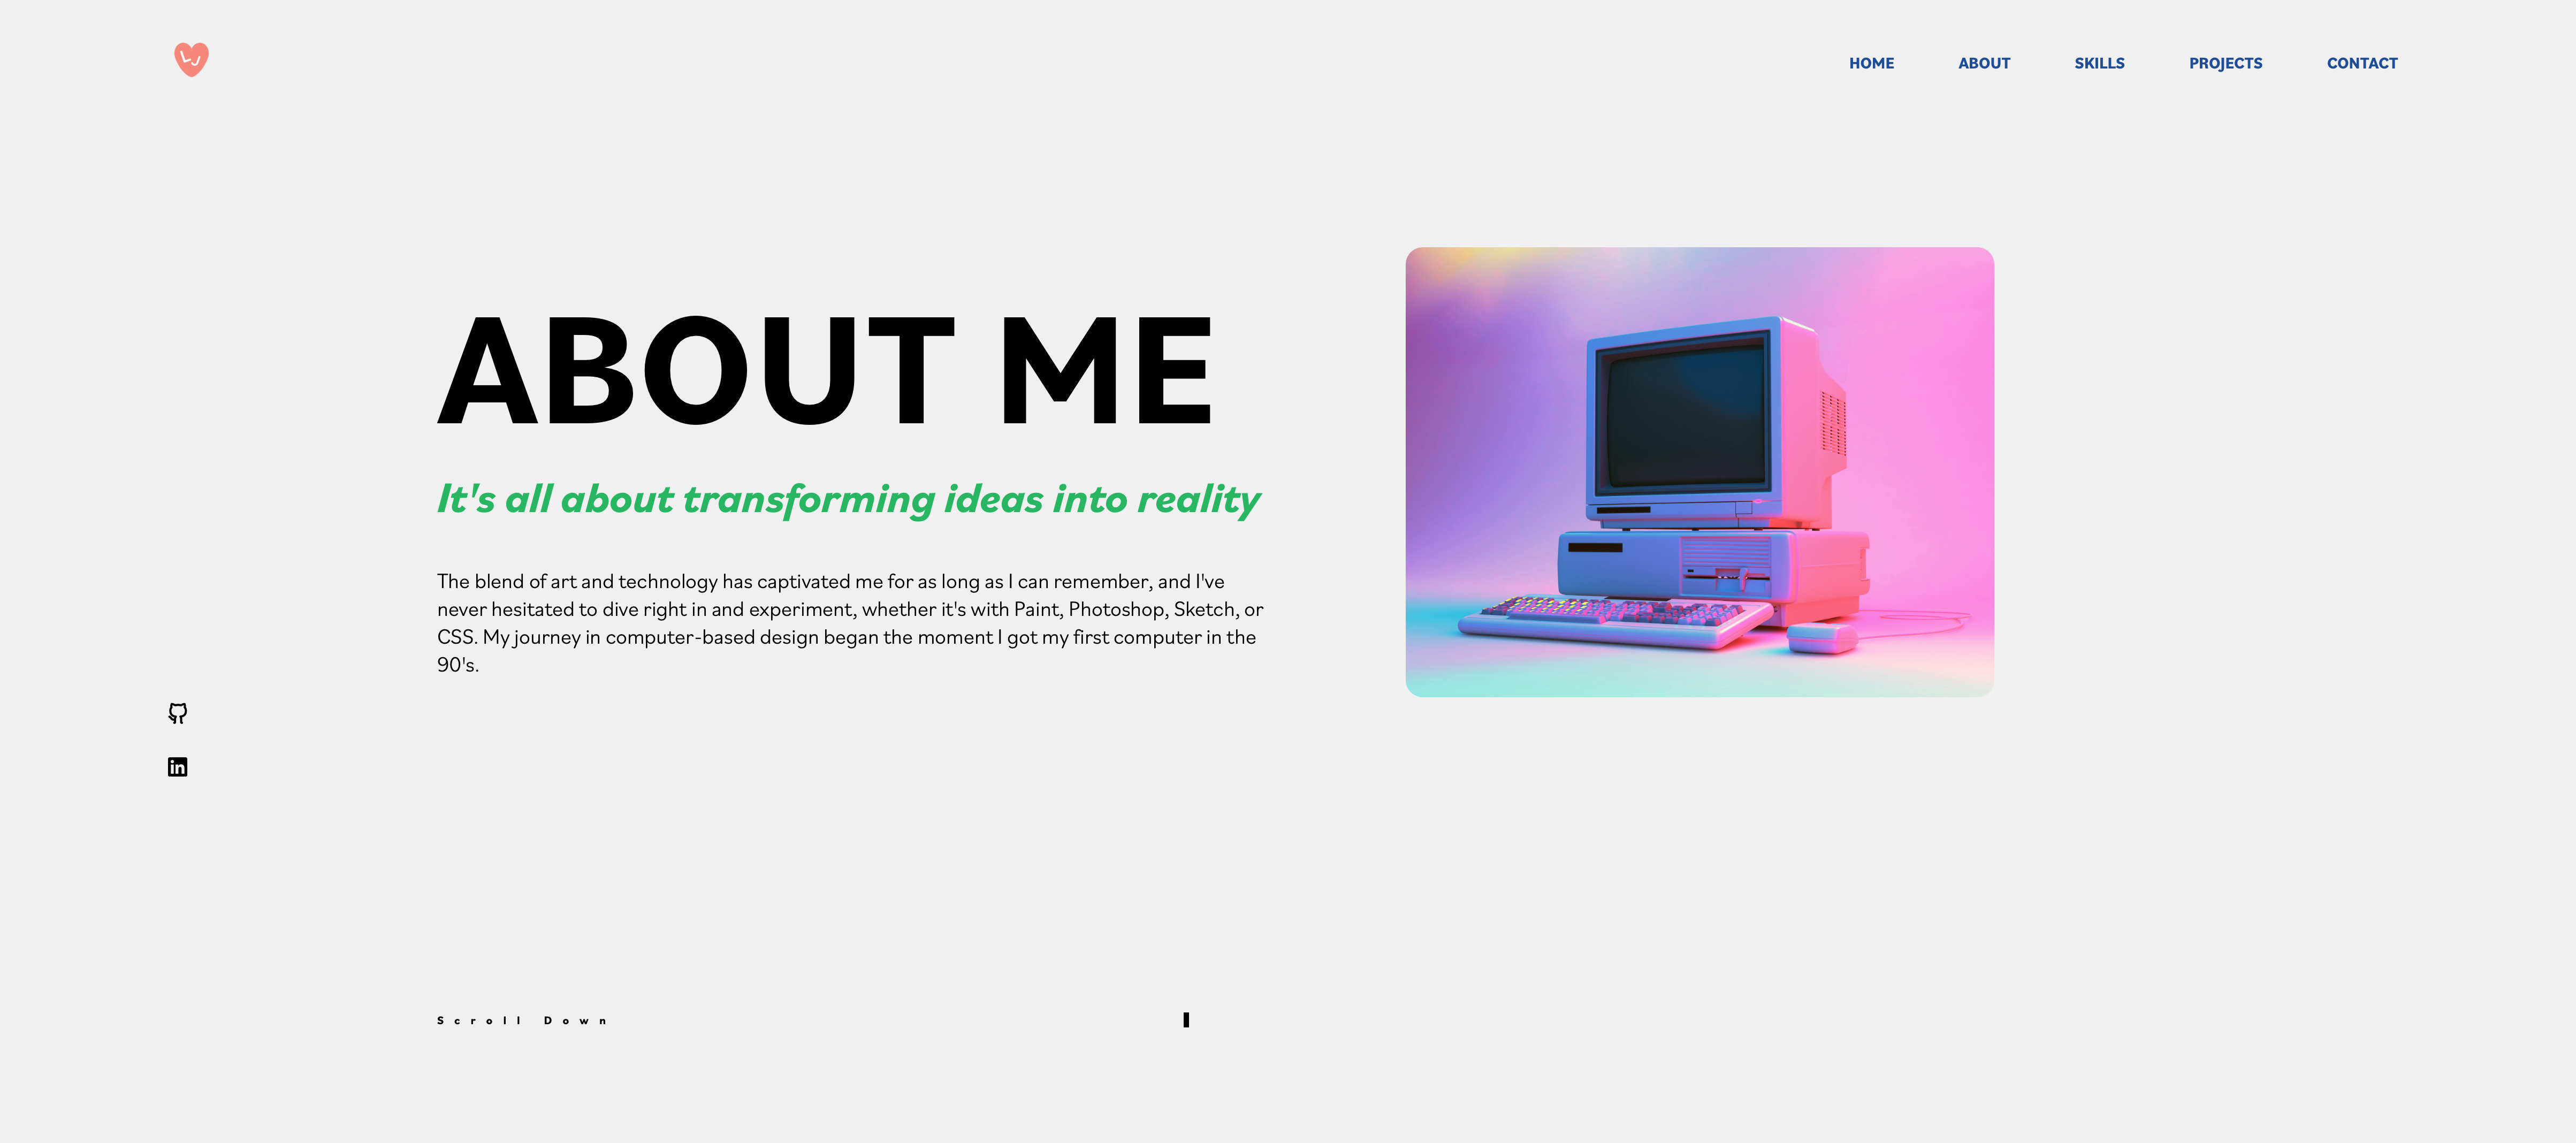 LJ
HOME ABOUT SKILLS PROJECTS CONTACT
ABOUT ME
It's all about transforming ideas into reality
The blend of art and technology has captivated me for as long as I can remember, and I've
never hesitated to dive right in and experiment, whether it's with Paint, Photoshop, Sketch, or
CSS. My journey in computer-based design began the moment I got my first computer in the
90's.
in
Scroll Down